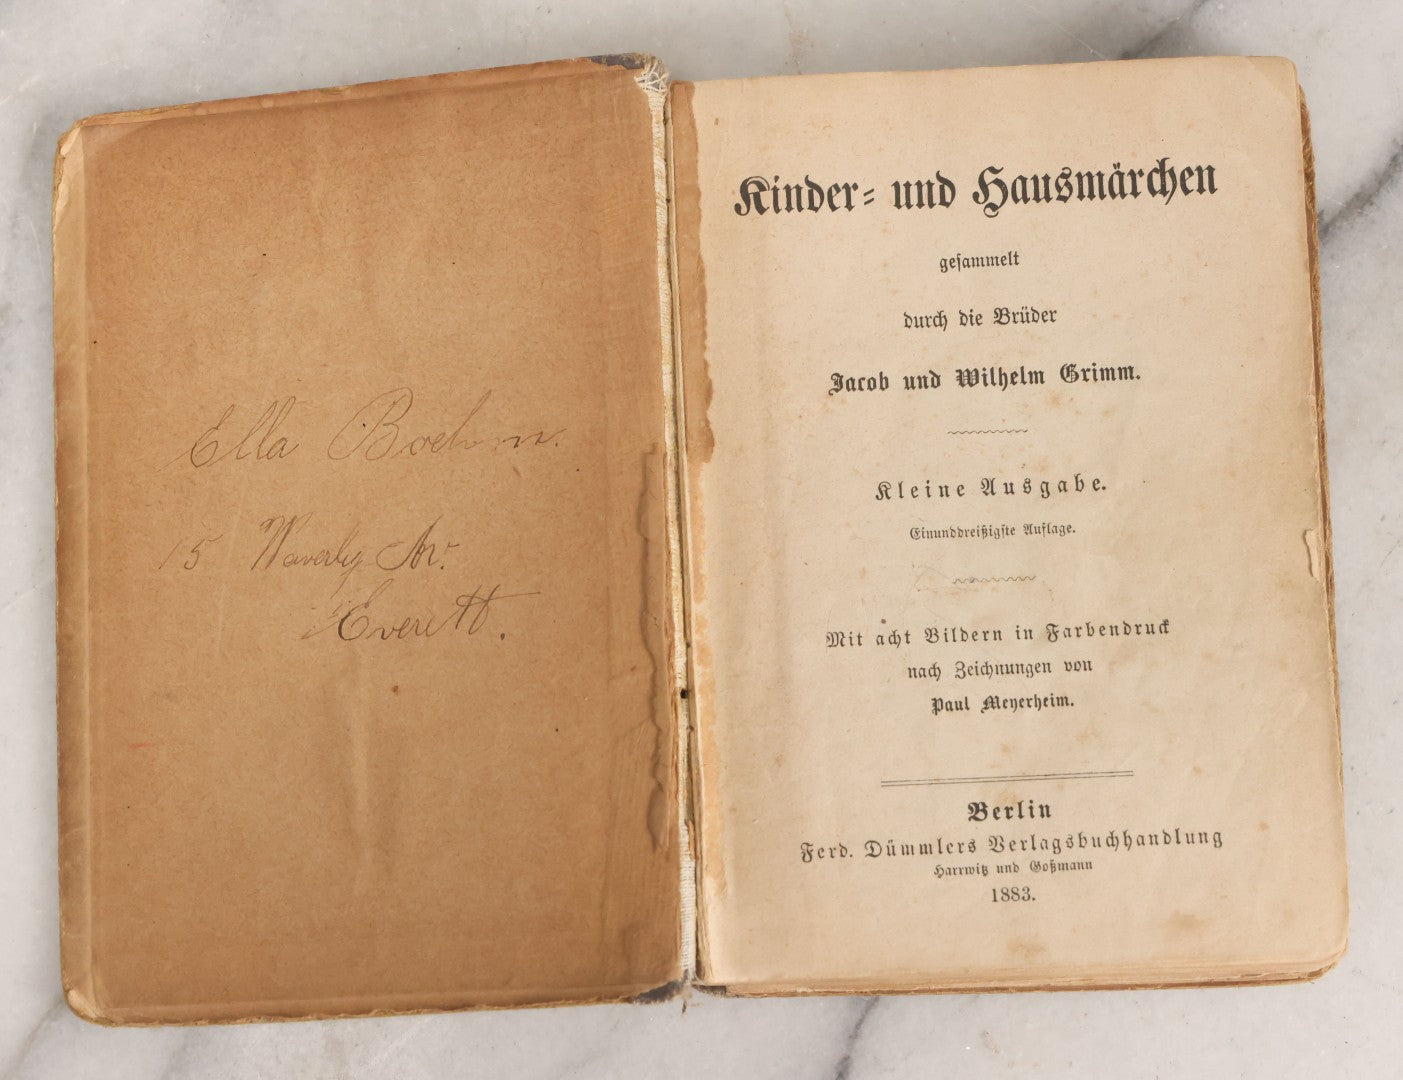 Ella Boehm.
15 Waverly Av.
Everett.
Kinder- und Hausmärchen
gesammelt
durch die Brüder
Jacob und Wilhelm Grimm.
Kleine Ausgabe.
Einunddreißigste Auflage.
Mit acht Bildern in Farbendruck
nach Zeichnungen von
Paul Meyerheim.
Berlin
Ferd. Dümmlers Verlagsbuchhandlung
Harrwitz und Goßmann
1883.